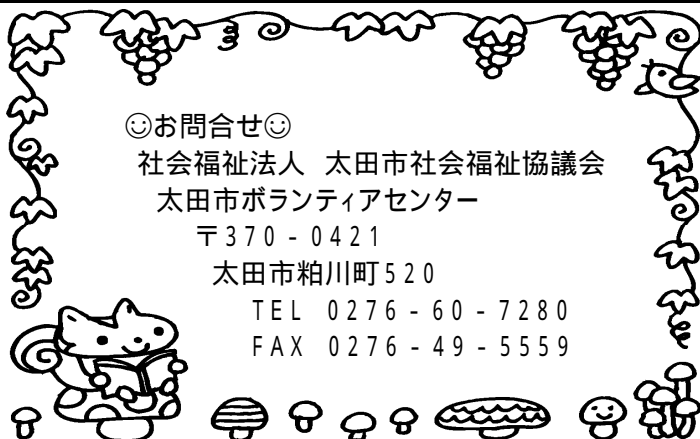 ☺お問合せ☺
社会福祉法人 太田市社会福祉協議会
太田市ボランティアセンター
〒370-0421
太田市粕川町520
TEL 0276-60-7280
FAX 0276-49-5559